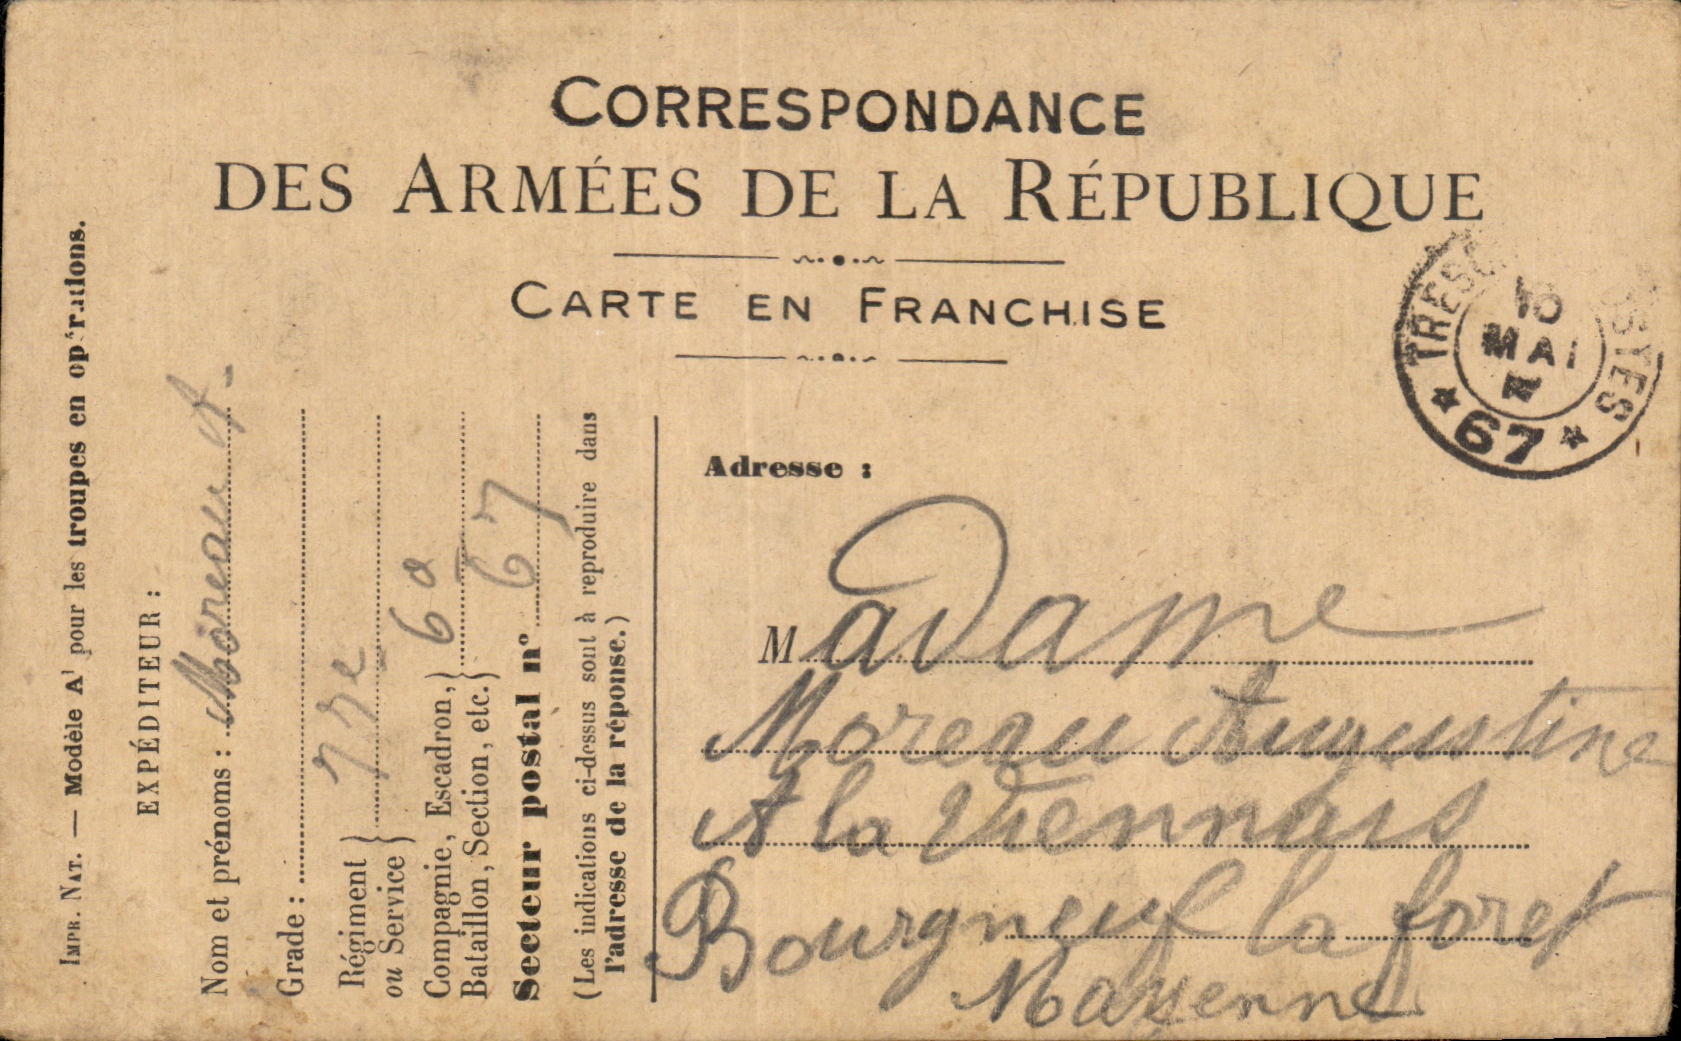 CORRESPONDANCE
DES ARMÉES DE LA RÉPUBLIQUE
CARTE EN FRANCHISE
TRESOR POSTES
10
MAI
★ 67 ★
IMPR. NAT. — Modèle A¹ pour les troupes en opérations.
EXPÉDITEUR :
Nom et prénoms : Moreau A.
Grade :
Régiment
ou Service
Compagnie, Escadron, 6e
Bataillon, Section, etc.
Secteur postal n° 67
(Les indications ci-dessus sont à reproduire dans
l'adresse de la réponse.)
Adresse :
Madame
Moreau Augustine
A la Viennais
Bourgneuf la foret
Mayenne